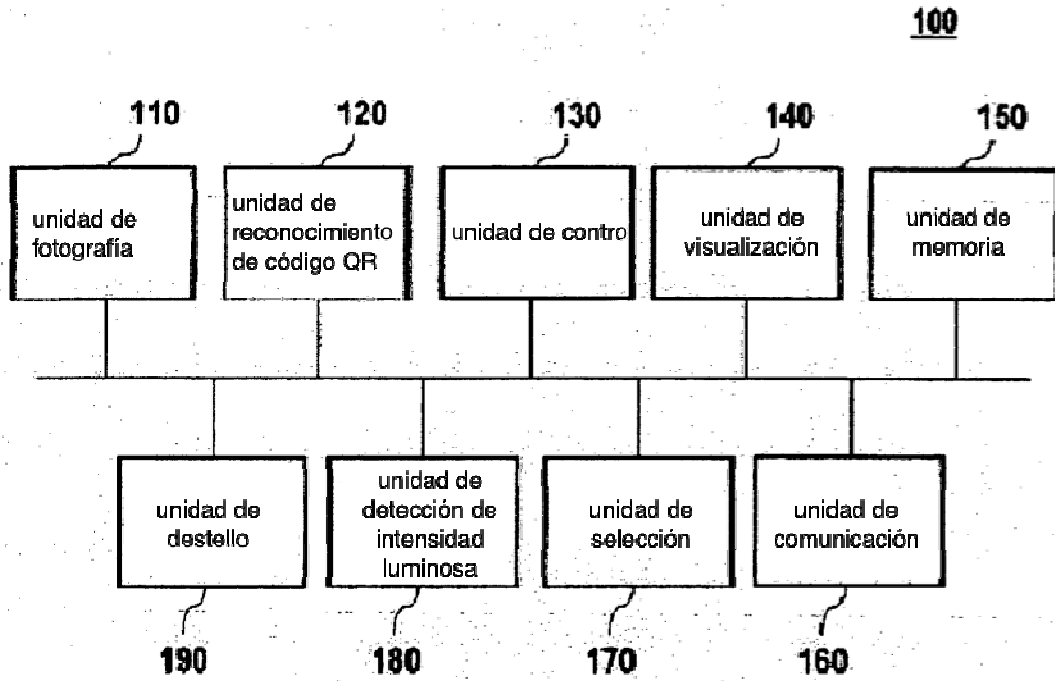 100
110
120
130
140
150
unidad de
fotografía
unidad de
reconocimiento
de código QR
unidad de contro
unidad de
visualización
unidad de
memoria
unidad de
destello
unidad de
detección de
intensidad
luminosa
unidad de
selección
unidad de
comunicación
190
180
170
160